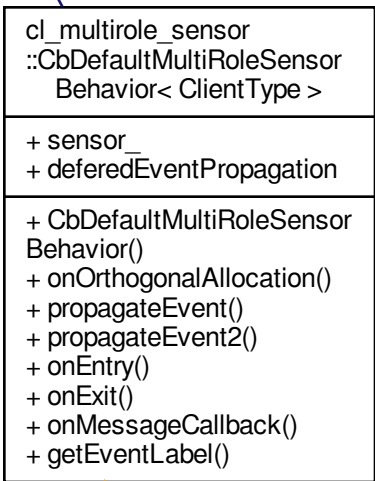 cl_multirole_sensor
::CbDefaultMultiRoleSensor
Behavior< ClientType >
+ sensor_
+ deferedEventPropagation
+ CbDefaultMultiRoleSensor
Behavior()
+ onOrthogonalAllocation()
+ propagateEvent()
+ propagateEvent2()
+ onEntry()
+ onExit()
+ onMessageCallback()
+ getEventLabel()